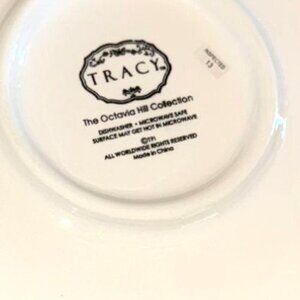 TRACY
The Octavia Hill Collection
DISHWASHER • MICROWAVE SAFE
SURFACE MAY GET HOT IN MICROWAVE
©TPI
ALL WORLDWIDE RIGHTS RESERVED
Made in China
INSPECTED
13